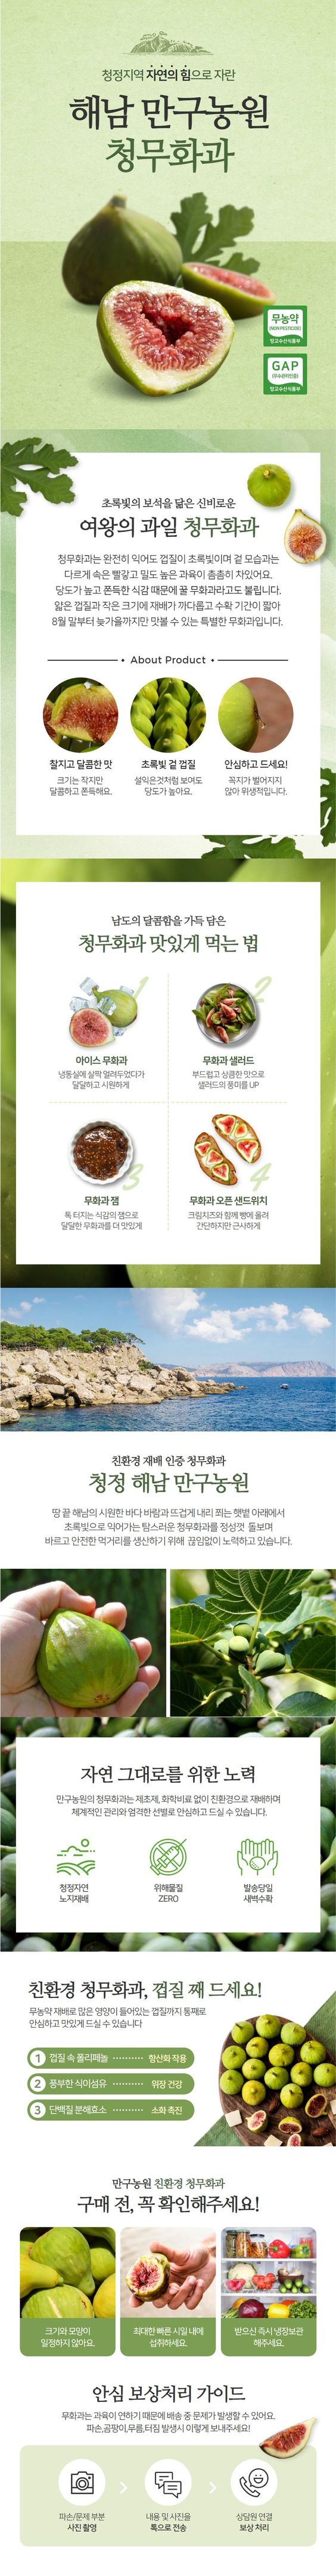 청정지역 자연의 힘으로 자란
해남 만구농원
청무화과
무농약
(NON PESTICIDE)
GAP
(우수관리인증)
초록빛의 보석을 닮은 신비로운
여왕의 과일 청무화과
청무화과는 완전히 익어도 껍질이 초록빛이며 겉 모습과는
다르게 속은 빨갛고 밀도 높은 과육이 촘촘히 차있어요.
당도가 높고 쫀득한 식감 때문에 꿀 무화과라고도 불립니다.
얇은 껍질과 작은 크기에 재배가 까다롭고 수확 기간이 짧아
8월 말부터 늦가을까지만 맛볼 수 있는 특별한 무화과입니다.
About Product
찰지고 달콤한 맛
크기는 작지만
달콤하고 쫀득해요.
초록빛 겉 껍질
설익은것처럼 보여도
당도가 높아요.
안심하고 드세요!
꼭지가 벌어지지
않아 위생적입니다.
남도의 달콤함을 가득 담은
청무화과 맛있게 먹는 법
1
아이스 무화과
냉동실에 살짝 얼려두었다가
달달하고 시원하게
2
무화과 샐러드
부드럽고 상큼한 맛으로
샐러드의 풍미를 UP
3
무화과 잼
톡 터지는 식감의 잼으로
달달한 무화과를 더 맛있게
4
무화과 오픈 샌드위치
크림치즈와 함께 빵에 올려
간단하지만 근사하게
친환경 재배 인증 청무화과
청정 해남 만구농원
땅 끝 해남의 시원한 바다 바람과 뜨겁게 내리 쬐는 햇볕 아래에서
초록빛으로 익어가는 탐스러운 청무화과를 정성껏 돌보며
바르고 안전한 먹거리를 생산하기 위해 끊임없이 노력하고 있습니다.
자연 그대로를 위한 노력
만구농원의 청무화과는 제초제, 화학비료 없이 친환경으로 재배하며
체계적인 관리와 엄격한 선별로 안심하고 드실 수 있습니다.
청정자연
노지재배
위해물질
ZERO
발송당일
새벽수확
친환경 청무화과, 껍질 째 드세요!
무농약 재배로 많은 영양이 들어있는 껍질까지 통째로
안심하고 맛있게 드실 수 있습니다
1 껍질 속 폴리페놀 ·········· 항산화 작용
2 풍부한 식이섬유 ·········· 위장 건강
3 단백질 분해효소 ·········· 소화 촉진
만구농원 친환경 청무화과
구매 전, 꼭 확인해주세요!
크기와 모양이
일정하지 않아요.
최대한 빠른 시일 내에
섭취하세요.
받으신 즉시 냉장보관
해주세요.
안심 보상처리 가이드
무화과는 과육이 연하기 때문에 배송 중 문제가 발생할 수 있어요.
파손,곰팡이,무름,터짐 발생시 이렇게 보내주세요!
파손/문제 부분
사진 촬영
내용 및 사진을
톡으로 전송
상담원 연결
보상 처리